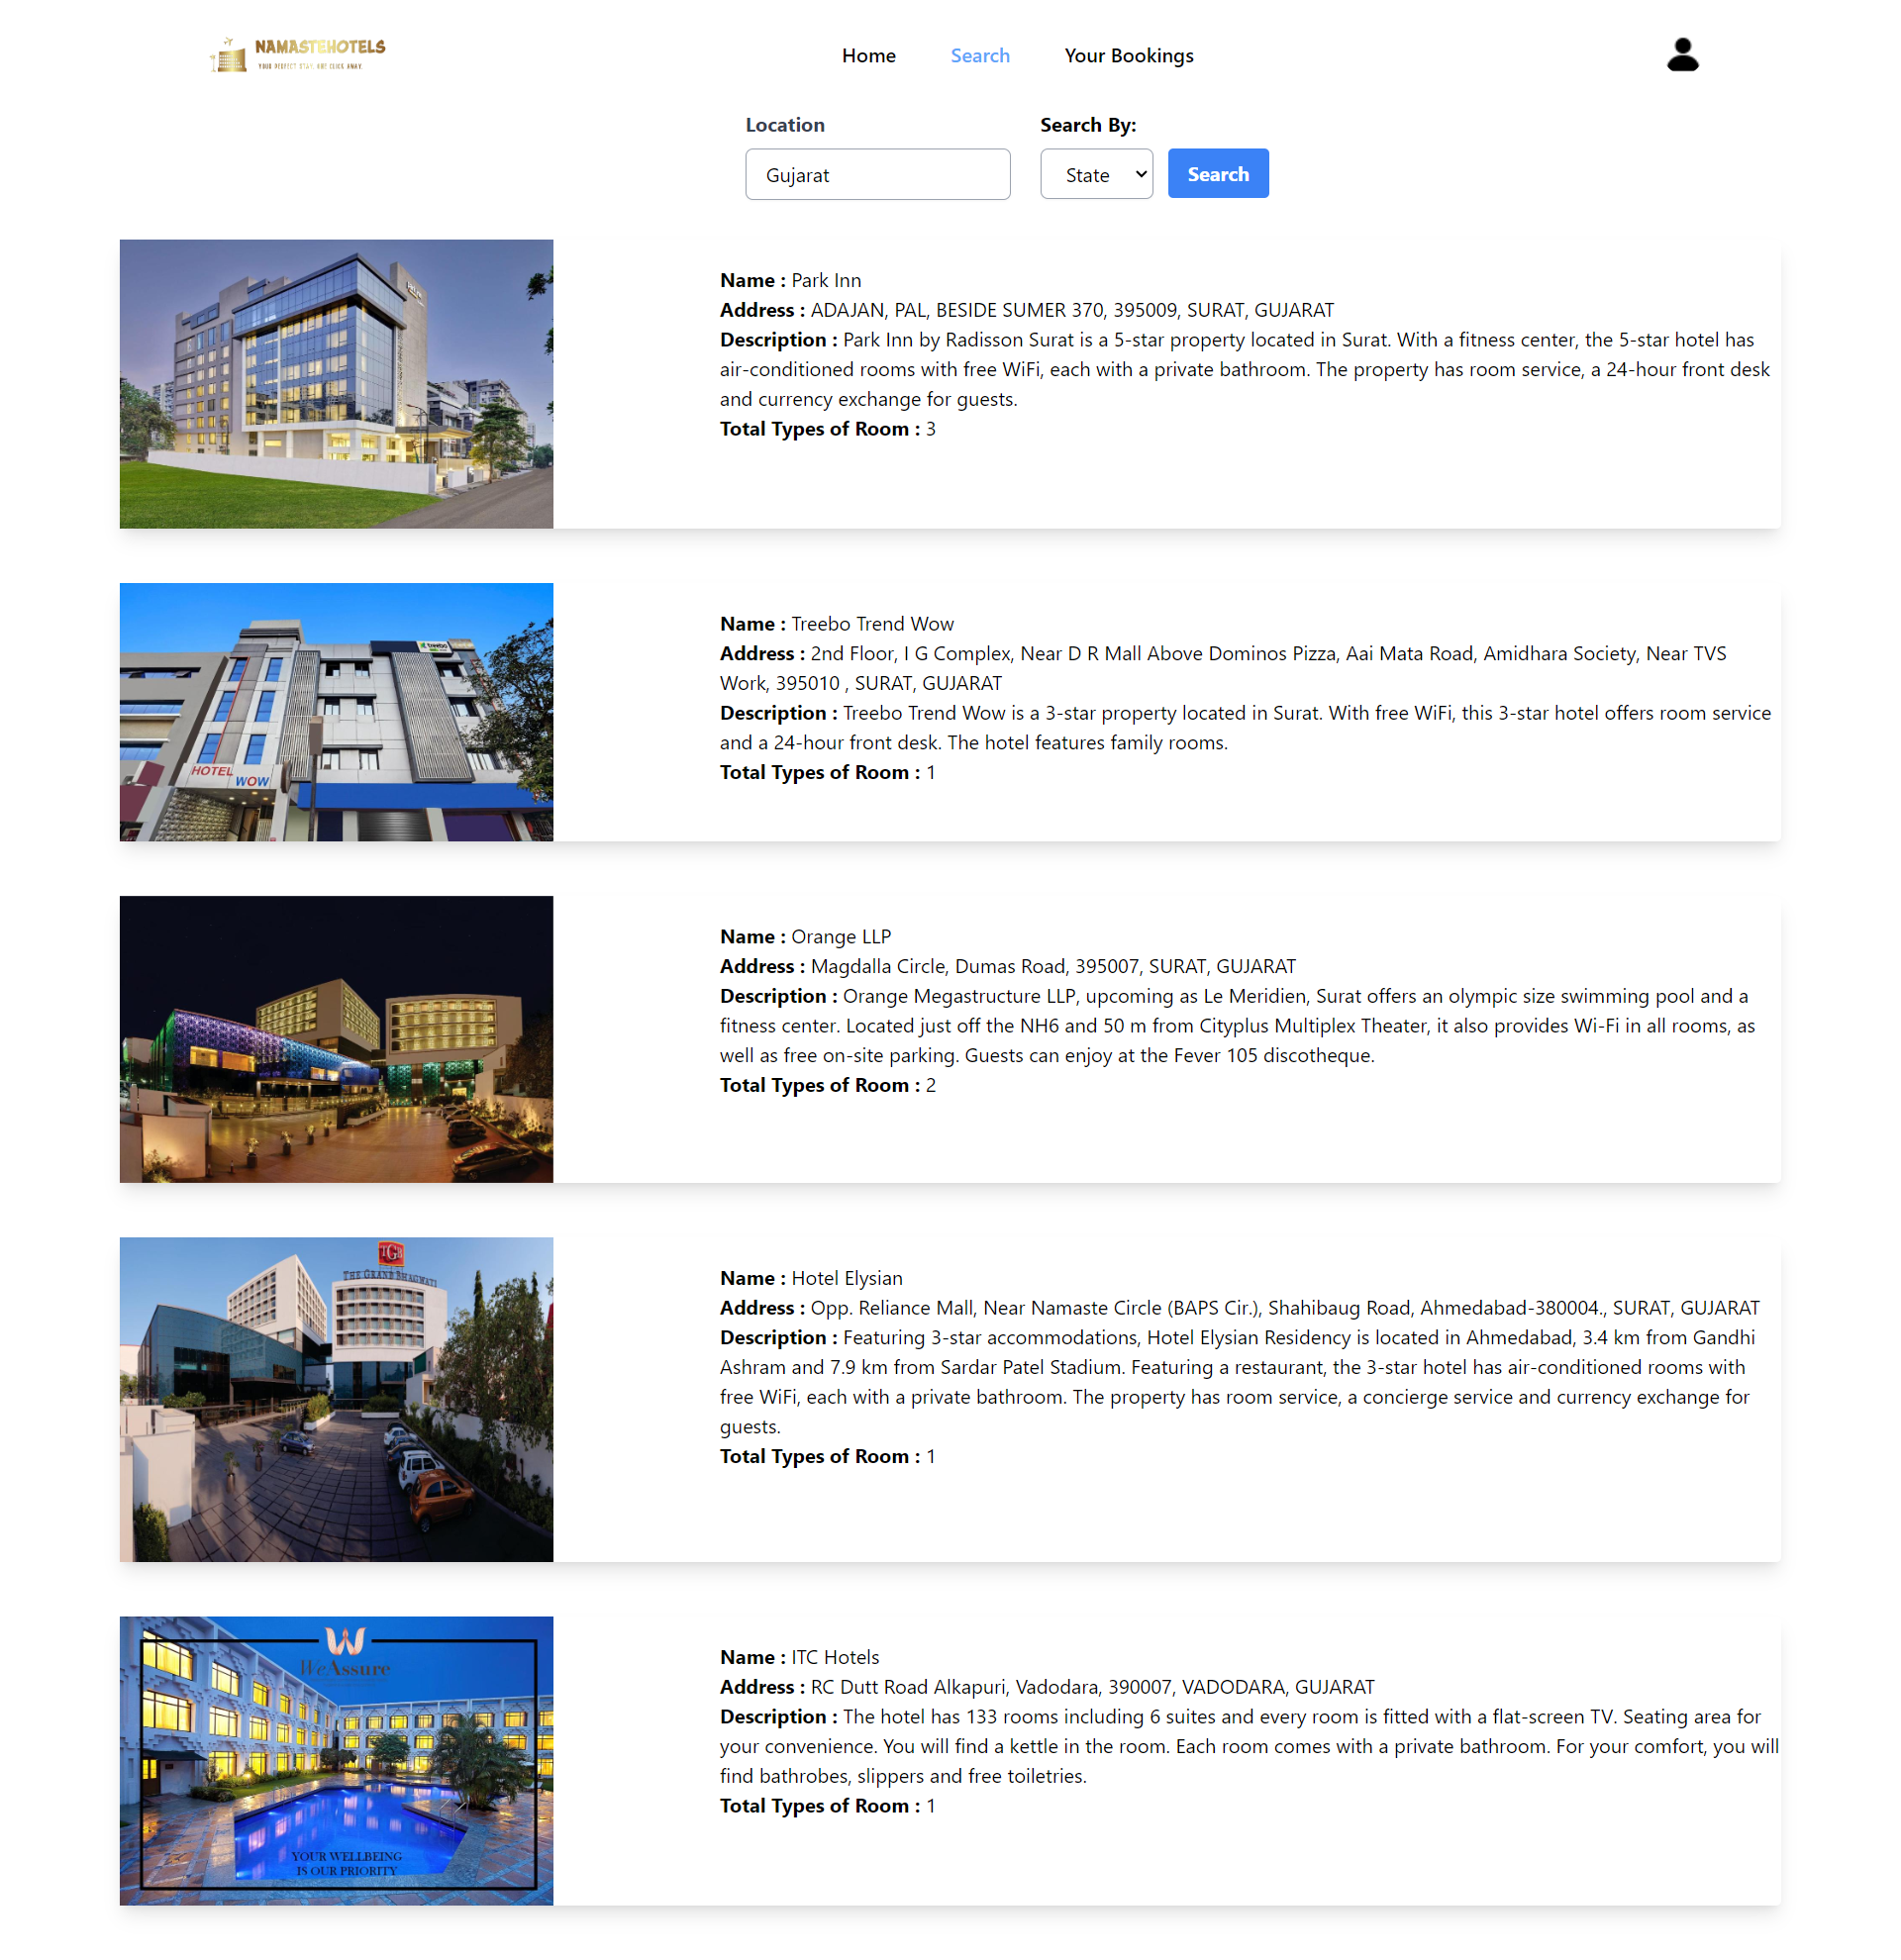 NAMASTEHOTELS
YOUR PERFECT STAY, ONE CLICK AWAY.
Home
Search
Your Bookings
Location
Search By:
Gujarat
State
Search
Name : Park Inn
Address : ADAJAN, PAL, BESIDE SUMER 370, 395009, SURAT, GUJARAT
Description : Park Inn by Radisson Surat is a 5-star property located in Surat. With a fitness center, the 5-star hotel has
air-conditioned rooms with free WiFi, each with a private bathroom. The property has room service, a 24-hour front desk
and currency exchange for guests.
Total Types of Room : 3
treebo
HOTEL WOW
Name : Treebo Trend Wow
Address : 2nd Floor, I G Complex, Near D R Mall Above Dominos Pizza, Aai Mata Road, Amidhara Society, Near TVS
Work, 395010 , SURAT, GUJARAT
Description : Treebo Trend Wow is a 3-star property located in Surat. With free WiFi, this 3-star hotel offers room service
and a 24-hour front desk. The hotel features family rooms.
Total Types of Room : 1
Name : Orange LLP
Address : Magdalla Circle, Dumas Road, 395007, SURAT, GUJARAT
Description : Orange Megastructure LLP, upcoming as Le Meridien, Surat offers an olympic size swimming pool and a
fitness center. Located just off the NH6 and 50 m from Cityplus Multiplex Theater, it also provides Wi-Fi in all rooms, as
well as free on-site parking. Guests can enjoy at the Fever 105 discotheque.
Total Types of Room : 2
TGB
THE GRAND BHAGWATI
Name : Hotel Elysian
Address : Opp. Reliance Mall, Near Namaste Circle (BAPS Cir.), Shahibaug Road, Ahmedabad-380004., SURAT, GUJARAT
Description : Featuring 3-star accommodations, Hotel Elysian Residency is located in Ahmedabad, 3.4 km from Gandhi
Ashram and 7.9 km from Sardar Patel Stadium. Featuring a restaurant, the 3-star hotel has air-conditioned rooms with
free WiFi, each with a private bathroom. The property has room service, a concierge service and currency exchange for
guests.
Total Types of Room : 1
WeAssure
YOUR WELLBEING
IS OUR PRIORITY
Name : ITC Hotels
Address : RC Dutt Road Alkapuri, Vadodara, 390007, VADODARA, GUJARAT
Description : The hotel has 133 rooms including 6 suites and every room is fitted with a flat-screen TV. Seating area for
your convenience. You will find a kettle in the room. Each room comes with a private bathroom. For your comfort, you will
find bathrobes, slippers and free toiletries.
Total Types of Room : 1